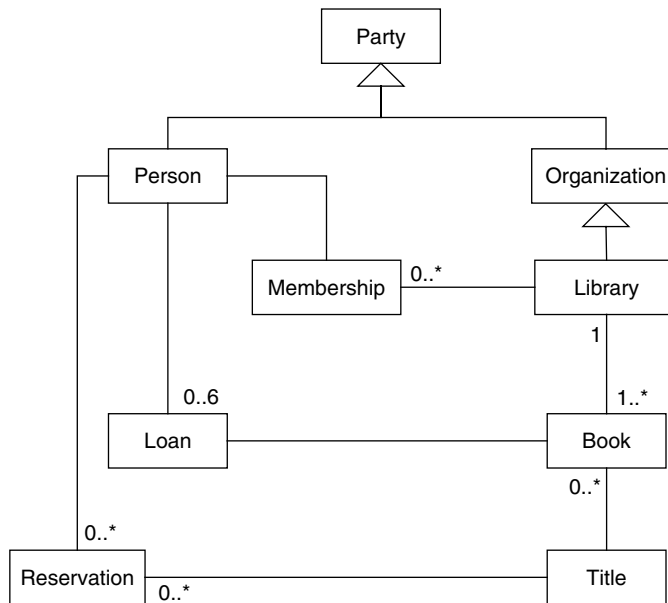 Party
Person
Organization
Membership
0..*
Library
1
0..6
1..*
Loan
Book
0..*
0..*
Reservation
0..*
Title